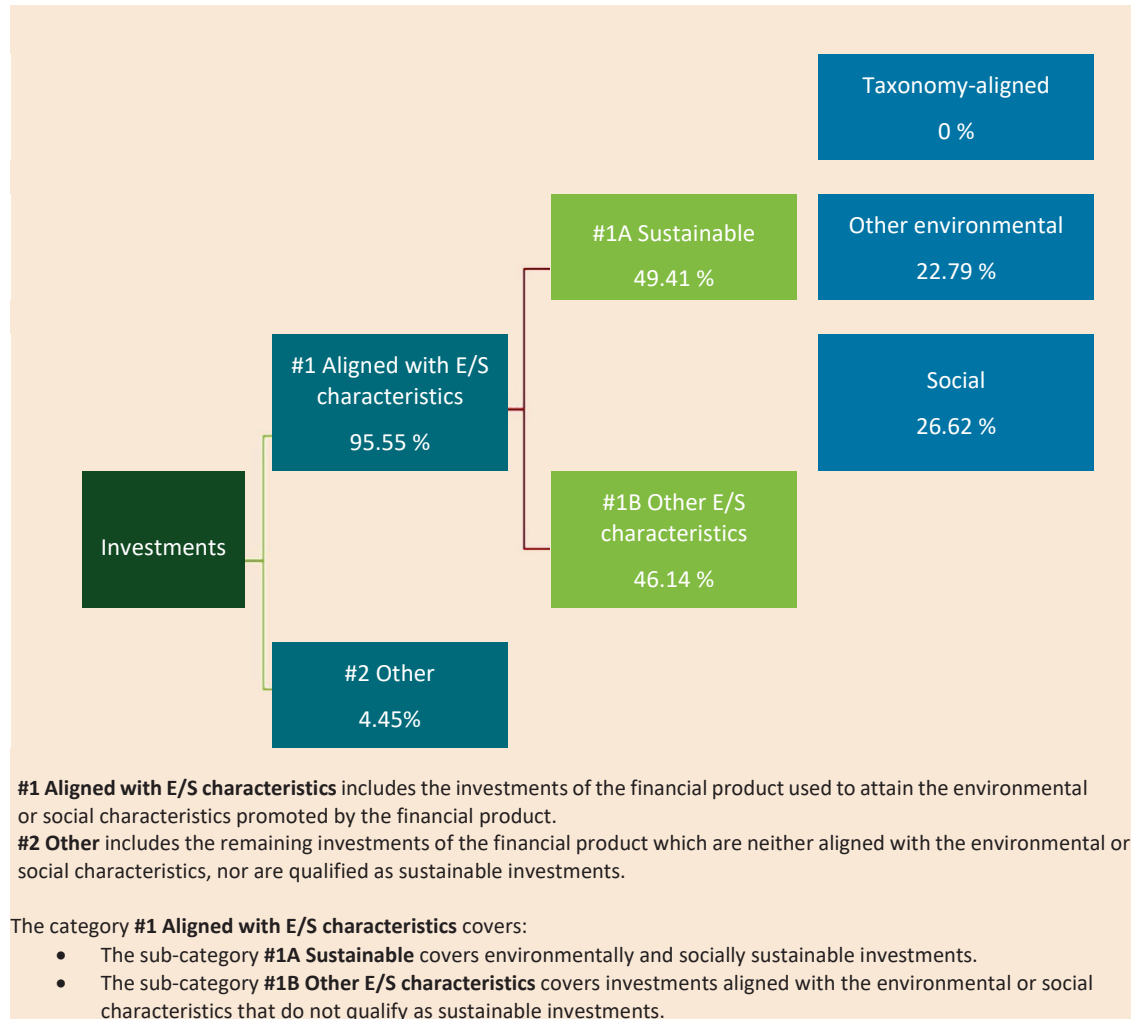 Taxonomy-aligned
0 %
#1A Sustainable
49.41 %
Other environmental
22.79 %
#1 Aligned with E/S
characteristics
95.55 %
Social
26.62 %
Investments
#1B Other E/S
characteristics
46.14 %
#2 Other
4.45%
#1 Aligned with E/S characteristics includes the investments of the financial product used to attain the environmental
or social characteristics promoted by the financial product.
#2 Other includes the remaining investments of the financial product which are neither aligned with the environmental or
social characteristics, nor are qualified as sustainable investments.
The category #1 Aligned with E/S characteristics covers:
• The sub-category #1A Sustainable covers environmentally and socially sustainable investments.
• The sub-category #1B Other E/S characteristics covers investments aligned with the environmental or social
characteristics that do not qualify as sustainable investments.